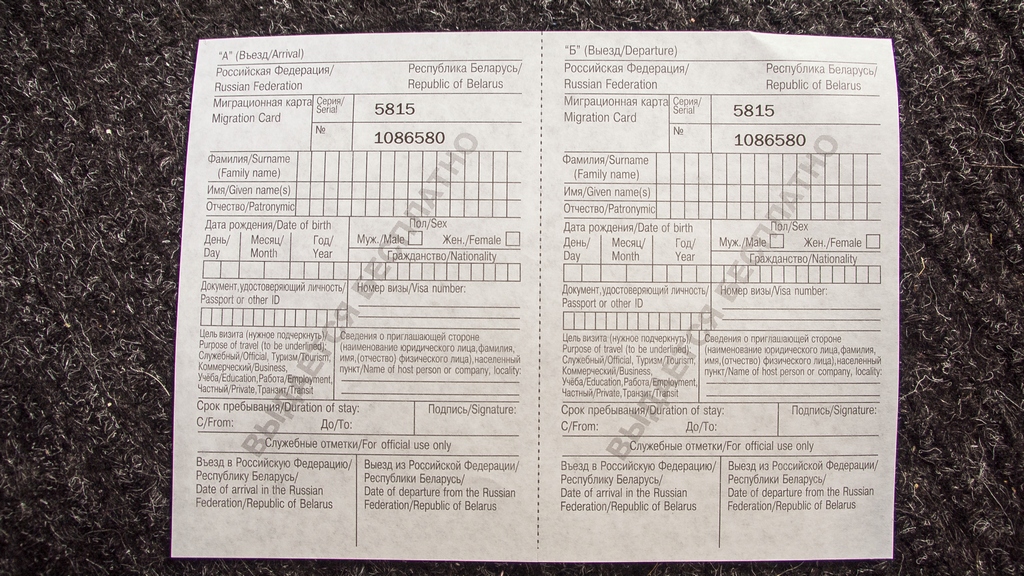 "А" (Въезд/Arrival)
Российская Федерация/ Республика Беларусь/
Russian Federation Republic of Belarus
Миграционная карта Серия/ Serial 5815
Migration Card № 1086580
Фамилия/Surname
(Family name)
Имя/Given name(s)
Отчество/Patronymic
Дата рождения/Date of birth Пол/Sex
День/ Месяц/ Год/ Муж./Male Жен./Female
Day Month Year Гражданство/Nationality
Документ,удостоверяющий личность/ Номер визы/Visa number:
Passport or other ID
Цель визита (нужное подчеркнут)/ Сведения о приглашающей стороне
Purpose of travel (to be underlined): (наименование юридического лица,фамилия,
Служебный/Official, Туризм/Tourism, имя,(отчество) физического лица),населенный
Коммерческий/Business, пункт/Name of host person or company, locality:
Учёба/Education,Работа/Employment,
Частный/Private,Транзит/Transit
Срок пребывания/Duration of stay: Подпись/Signature:
С/From: До/To:
Служебные отметки/For official use only
Въезд в Российскую Федерацию/ Выезд из Российской Федерации/
Республику Беларусь/ Республики Беларусь/
Date of arrival in the Russian Date of departure from the Russian
Federation/Republic of Belarus Federation/Republic of Belarus
ВЫДАЕТСЯ БЕСПЛАТНО
"Б" (Выезд/Departure)
Российская Федерация/ Республика Беларусь/
Russian Federation Republic of Belarus
Миграционная карта Серия/ Serial 5815
Migration Card № 1086580
Фамилия/Surname
(Family name)
Имя/Given name(s)
Отчество/Patronymic
Дата рождения/Date of birth Пол/Sex
День/ Месяц/ Год/ Муж./Male Жен./Female
Day Month Year Гражданство/Nationality
Документ,удостоверяющий личность/ Номер визы/Visa number:
Passport or other ID
Цель визита (нужное подчеркнут)/ Сведения о приглашающей стороне
Purpose of travel (to be underlined): (наименование юридического лица,фамилия,
Служебный/Official, Туризм/Tourism, имя,(отчество) физического лица),населенный
Коммерческий/Business, пункт/Name of host person or company, locality:
Учёба/Education,Работа/Employment,
Частный/Private,Транзит/Transit
Срок пребывания/Duration of stay: Подпись/Signature:
С/From: До/To:
Служебные отметки/For official use only
Въезд в Российскую Федерацию/ Выезд из Российской Федерации/
Республику Беларусь/ Республики Беларусь/
Date of arrival in the Russian Date of departure from the Russian
Federation/Republic of Belarus Federation/Republic of Belarus
ВЫДАЕТСЯ БЕСПЛАТНО